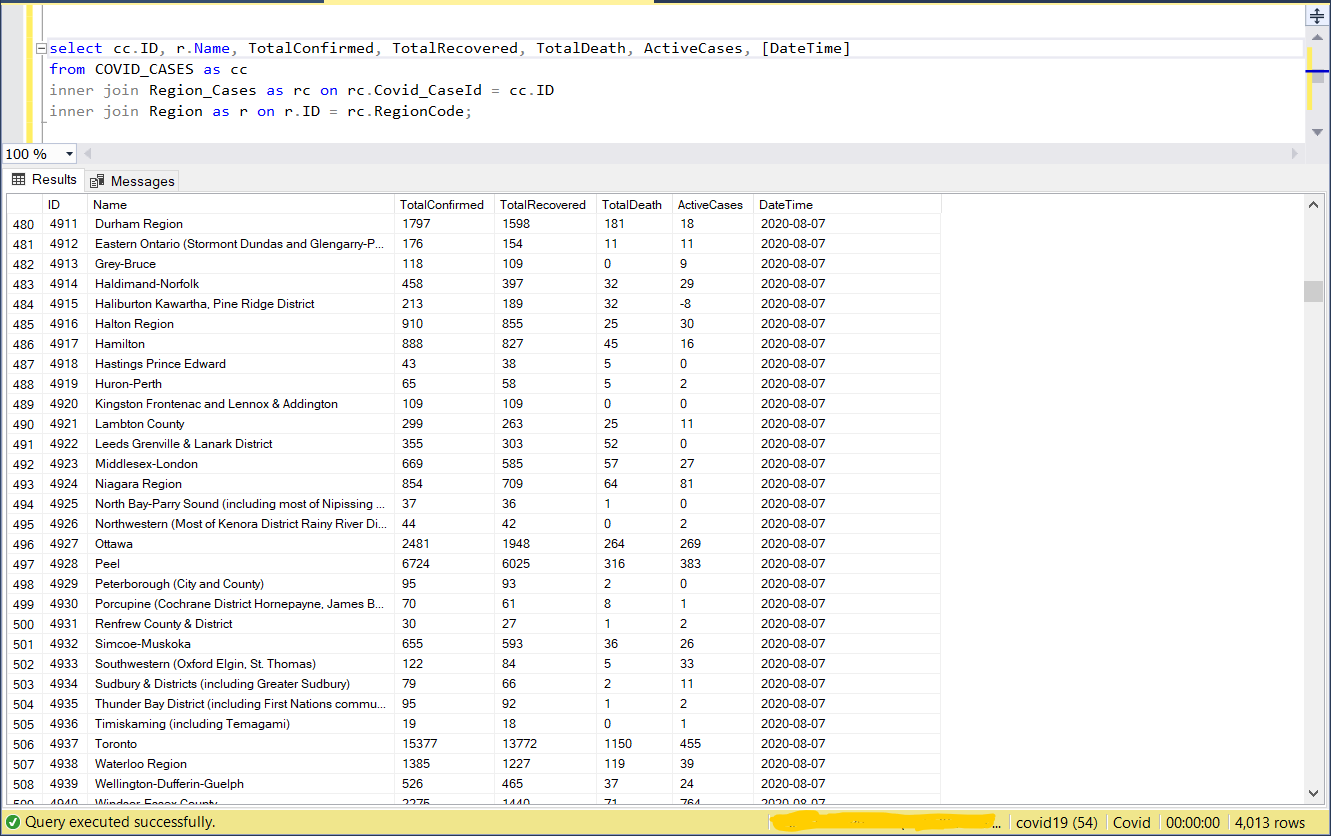 select cc.ID, r.Name, TotalConfirmed, TotalRecovered, TotalDeath, ActiveCases, [DateTime]
from COVID_CASES as cc
inner join Region_Cases as rc on rc.Covid_CaseId = cc.ID
inner join Region as r on r.ID = rc.RegionCode;
100 %
Results Messages
ID Name TotalConfirmed TotalRecovered TotalDeath ActiveCases DateTime
480 4911 Durham Region 1797 1598 181 18 2020-08-07
481 4912 Eastern Ontario (Stormont Dundas and Glengarry-P... 176 154 11 11 2020-08-07
482 4913 Grey-Bruce 118 109 0 9 2020-08-07
483 4914 Haldimand-Norfolk 458 397 32 29 2020-08-07
484 4915 Haliburton Kawartha, Pine Ridge District 213 189 32 -8 2020-08-07
485 4916 Halton Region 910 855 25 30 2020-08-07
486 4917 Hamilton 888 827 45 16 2020-08-07
487 4918 Hastings Prince Edward 43 38 5 0 2020-08-07
488 4919 Huron-Perth 65 58 5 2 2020-08-07
489 4920 Kingston Frontenac and Lennox & Addington 109 109 0 0 2020-08-07
490 4921 Lambton County 299 263 25 11 2020-08-07
491 4922 Leeds Grenville & Lanark District 355 303 52 0 2020-08-07
492 4923 Middlesex-London 669 585 57 27 2020-08-07
493 4924 Niagara Region 854 709 64 81 2020-08-07
494 4925 North Bay-Parry Sound (including most of Nipissing ... 37 36 1 0 2020-08-07
495 4926 Northwestern (Most of Kenora District Rainy River Di... 44 42 0 2 2020-08-07
496 4927 Ottawa 2481 1948 264 269 2020-08-07
497 4928 Peel 6724 6025 316 383 2020-08-07
498 4929 Peterborough (City and County) 95 93 2 0 2020-08-07
499 4930 Porcupine (Cochrane District Hornepayne, James B... 70 61 8 1 2020-08-07
500 4931 Renfrew County & District 30 27 1 2 2020-08-07
501 4932 Simcoe-Muskoka 655 593 36 26 2020-08-07
502 4933 Southwestern (Oxford Elgin, St. Thomas) 122 84 5 33 2020-08-07
503 4934 Sudbury & Districts (including Greater Sudbury) 79 66 2 11 2020-08-07
504 4935 Thunder Bay District (including First Nations commu... 95 92 1 2 2020-08-07
505 4936 Timiskaming (including Temagami) 19 18 0 1 2020-08-07
506 4937 Toronto 15377 13772 1150 455 2020-08-07
507 4938 Waterloo Region 1385 1227 119 39 2020-08-07
508 4939 Wellington-Dufferin-Guelph 526 465 37 24 2020-08-07
509 4940 Windsor-Essex County 2275 1440 71 764 2020-08-07
Query executed successfully. ... covid19 (54) Covid 00:00:00 4,013 rows